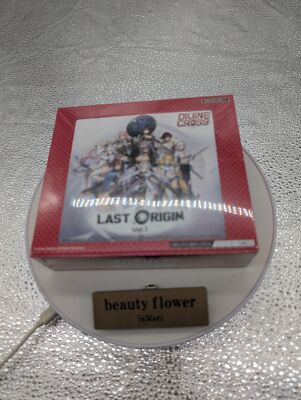 DIVINE
CROSS
LAST ORIGIN
Vol.1
beauty flower
inMari